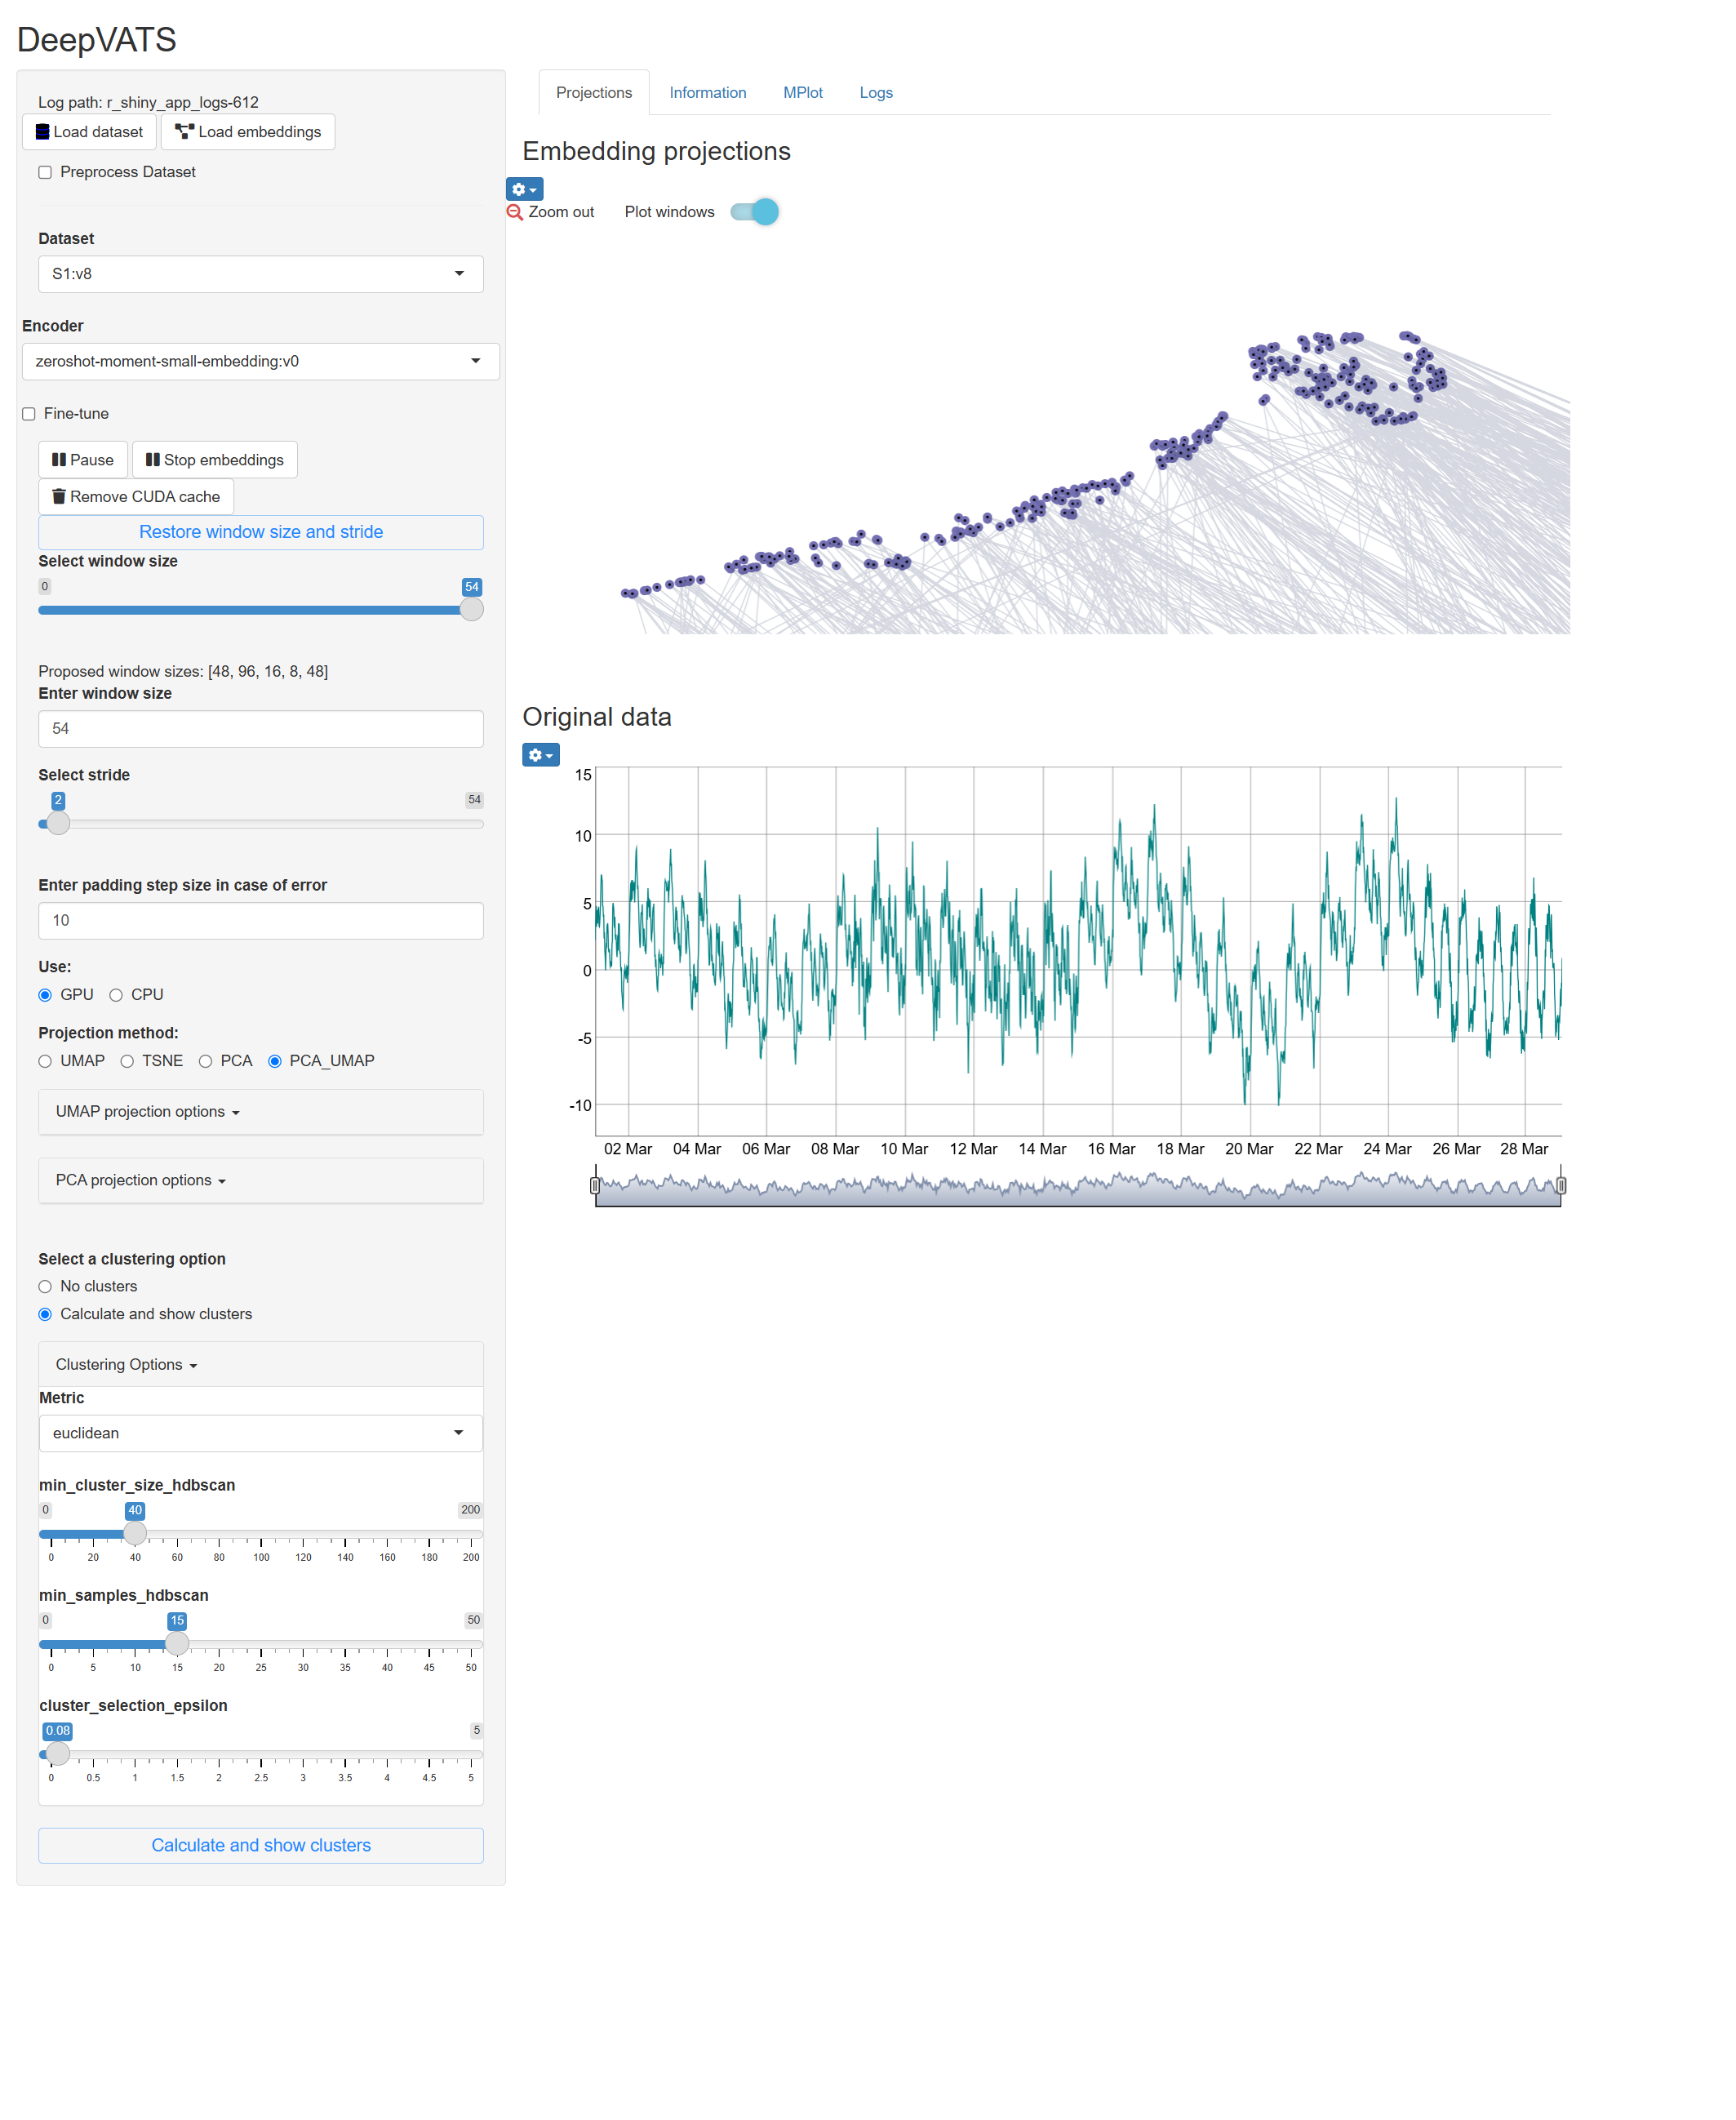 DeepVATS
Log path: r_shiny_app_logs-612
Load dataset Load embeddings
Preprocess Dataset
Dataset
S1:v8
Encoder
zeroshot-moment-small-embedding:v0
Fine-tune
Pause Stop embeddings
Remove CUDA cache
Restore window size and stride
Select window size
0 54
Proposed window sizes: [48, 96, 16, 8, 48]
Enter window size
54
Select stride
2 54
Enter padding step size in case of error
10
Use:
GPU CPU
Projection method:
UMAP TSNE PCA PCA_UMAP
UMAP projection options
PCA projection options
Select a clustering option
No clusters
Calculate and show clusters
Clustering Options
Metric
euclidean
min_cluster_size_hdbscan
0 40 200
0 20 40 60 80 100 120 140 160 180 200
min_samples_hdbscan
0 15 50
0 5 10 15 20 25 30 35 40 45 50
cluster_selection_epsilon
0.08 5
0 0.5 1 1.5 2 2.5 3 3.5 4 4.5 5
Calculate and show clusters
Projections Information MPlot Logs
Embedding projections
Zoom out Plot windows
Original data
15
10
5
0
-5
-10
02 Mar 04 Mar 06 Mar 08 Mar 10 Mar 12 Mar 14 Mar 16 Mar 18 Mar 20 Mar 22 Mar 24 Mar 26 Mar 28 Mar